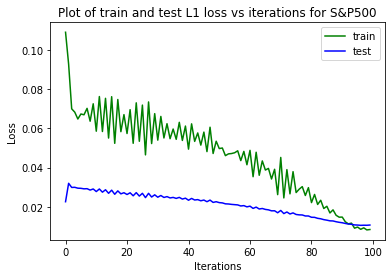 Plot of train and test L1 loss vs iterations for S&P500
train
test
0.10
0.08
0.06
0.04
0.02
Loss
0
20
40
60
80
100
Iterations